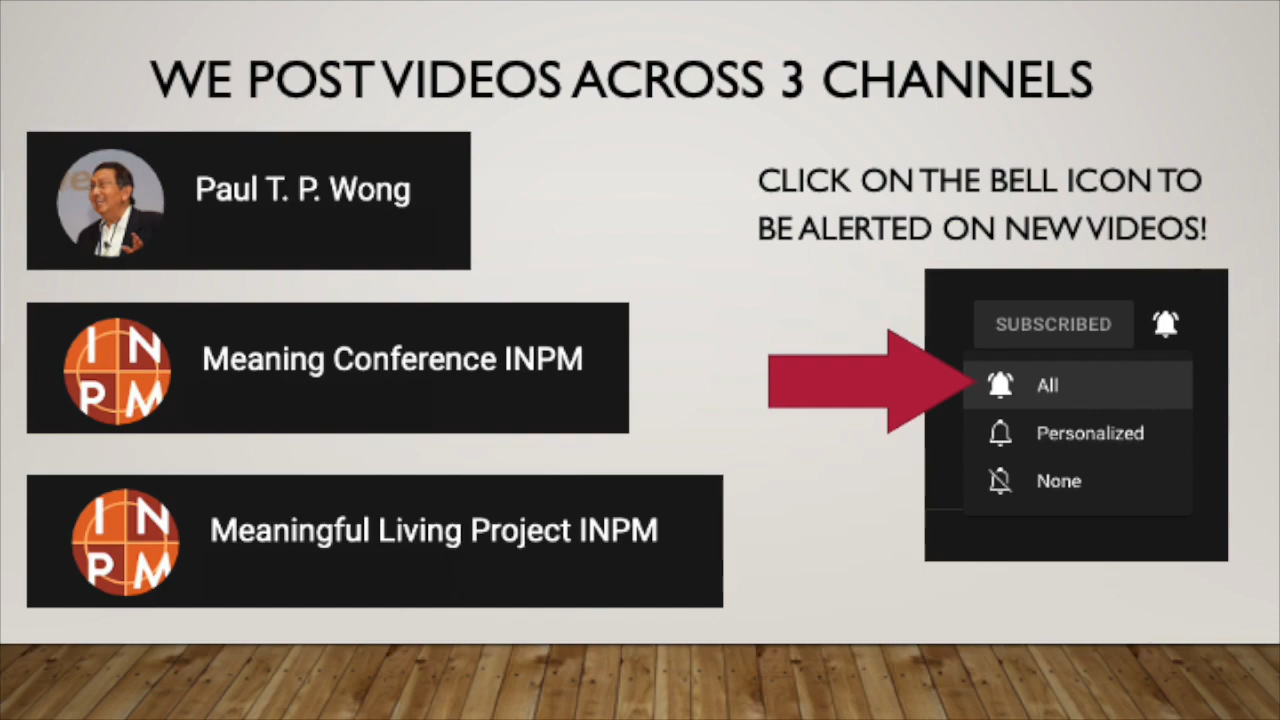 WE POST VIDEOS ACROSS 3 CHANNELS
Paul T. P. Wong
I N
P M
Meaning Conference INPM
I N
P M
Meaningful Living Project INPM
CLICK ON THE BELL ICON TO
BE ALERTED ON NEW VIDEOS!
SUBSCRIBED
All
Personalized
None